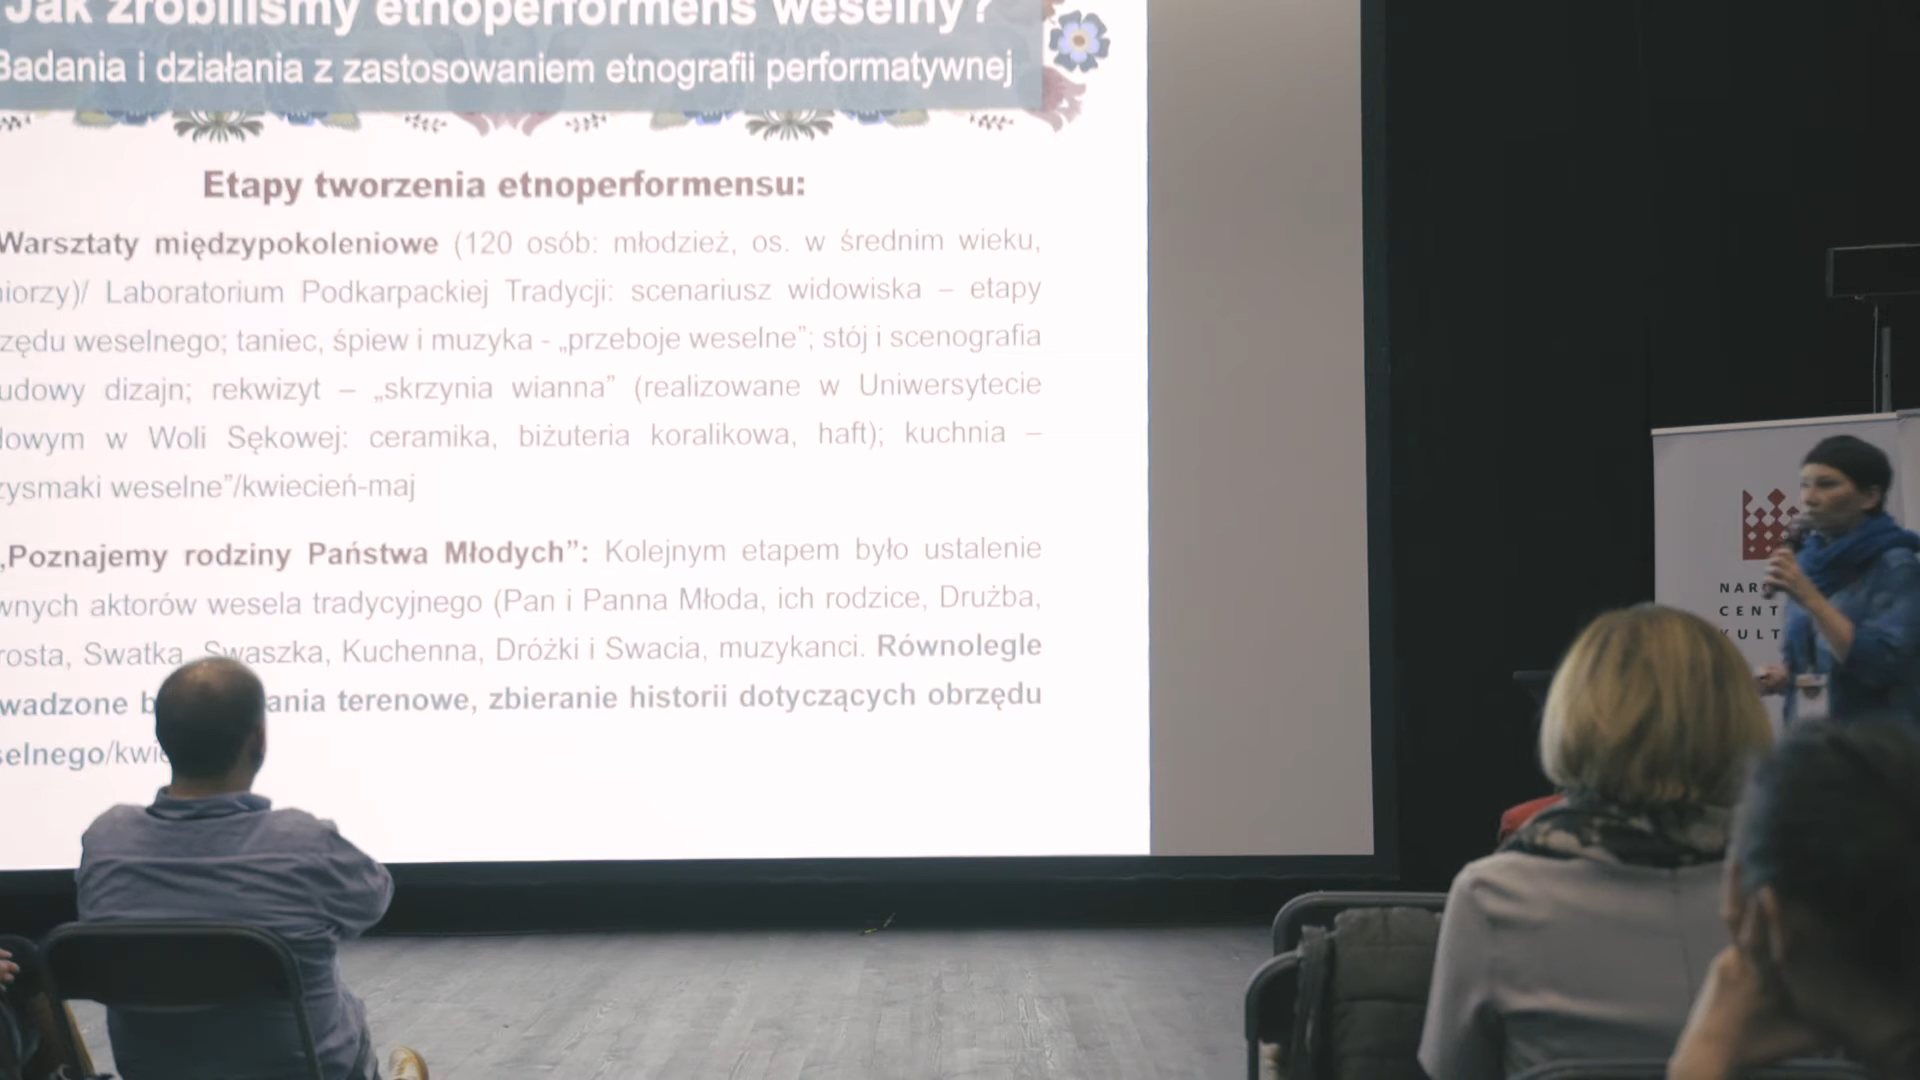 Jak zrobiliśmy etnoperformens weselny?
Badania i działania z zastosowaniem etnografii performatywnej
Etapy tworzenia etnoperformensu:
Warsztaty międzypokoleniowe (120 osób: młodzież, os. w średnim wieku,
niorzy)/ Laboratorium Podkarpackiej Tradycji: scenariusz widowiska – etapy
zędu weselnego; taniec, śpiew i muzyka - „przeboje weselne”; stój i scenografia
udowy dizajn; rekwizyt – „skrzynia wianna” (realizowane w Uniwersytecie
dowym w Woli Sękowej: ceramika, biżuteria koralikowa, haft); kuchnia –
zysmaki weselne”/kwiecień-maj
„Poznajemy rodziny Państwa Młodych”: Kolejnym etapem było ustalenie
wnych aktorów wesela tradycyjnego (Pan i Panna Młoda, ich rodzice, Drużba,
rosta, Swatka, Swaszka, Kuchenna, Dróżki i Swacia, muzykanci. Równolegle
wadzone b ania terenowe, zbieranie historii dotyczących obrzędu
selnego/kwie
NAR
CENT
KULT